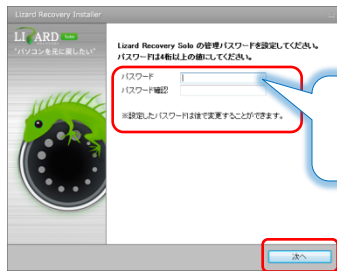 Lizard Recovery Installer
LIZARD Solo
"パソコンを元に戻したい"
Lizard Recovery Solo の管理パスワードを設定してください。
パスワードは4桁以上の値にしてください。
パスワード
パスワード確認
※設定したパスワードは後で変更することができます。
次へ